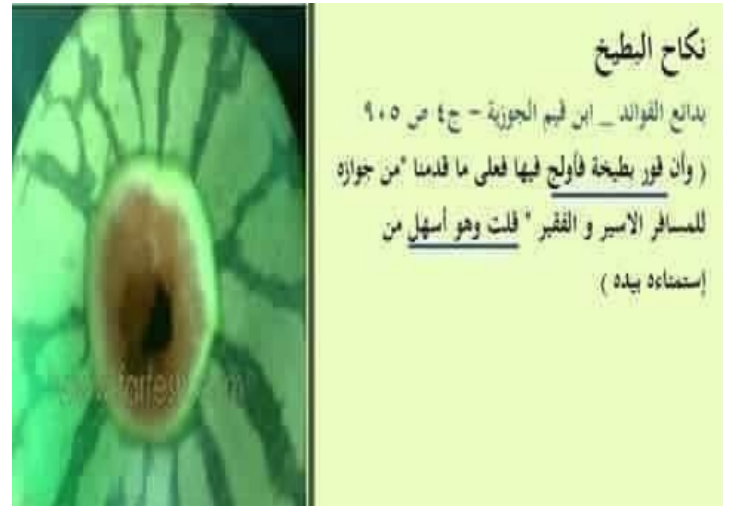 نكاح البطيخ
بدائع الفوائد _ ابن قيم الجوزية - ج٤ ص ٩٠٥
( وأن قور بطيخة فأولج فيها فعلى ما قدمنا "من جوازه
للمسافر الاسير و الفقير " قلت وهو أسهل من
إستمناءه بيده )